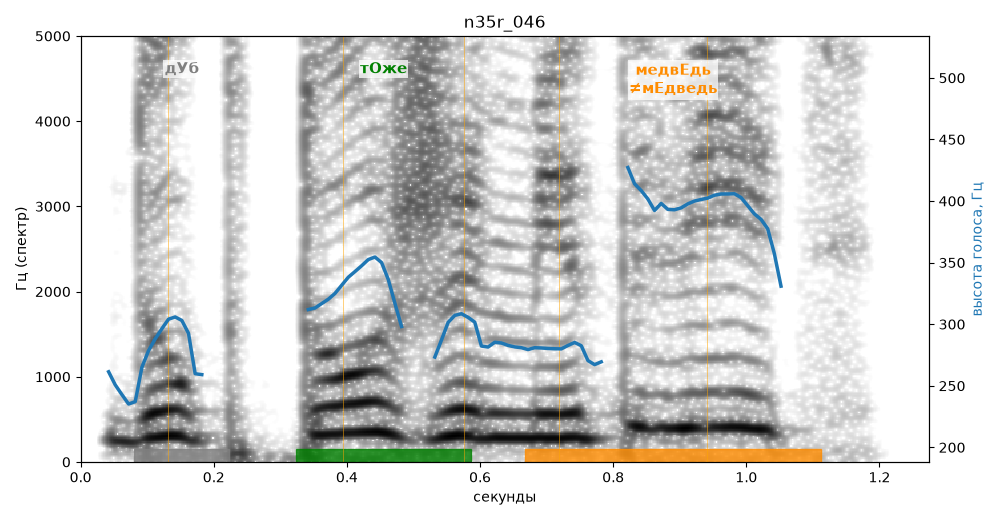 n35r_046
дУб
тОже
медвЕдь
≠мЕдведь
Гц (спектр)
5000
4000
3000
2000
1000
0
высота голоса, Гц
500
450
400
350
300
250
200
0.0 0.2 0.4 0.6 0.8 1.0 1.2
секунды